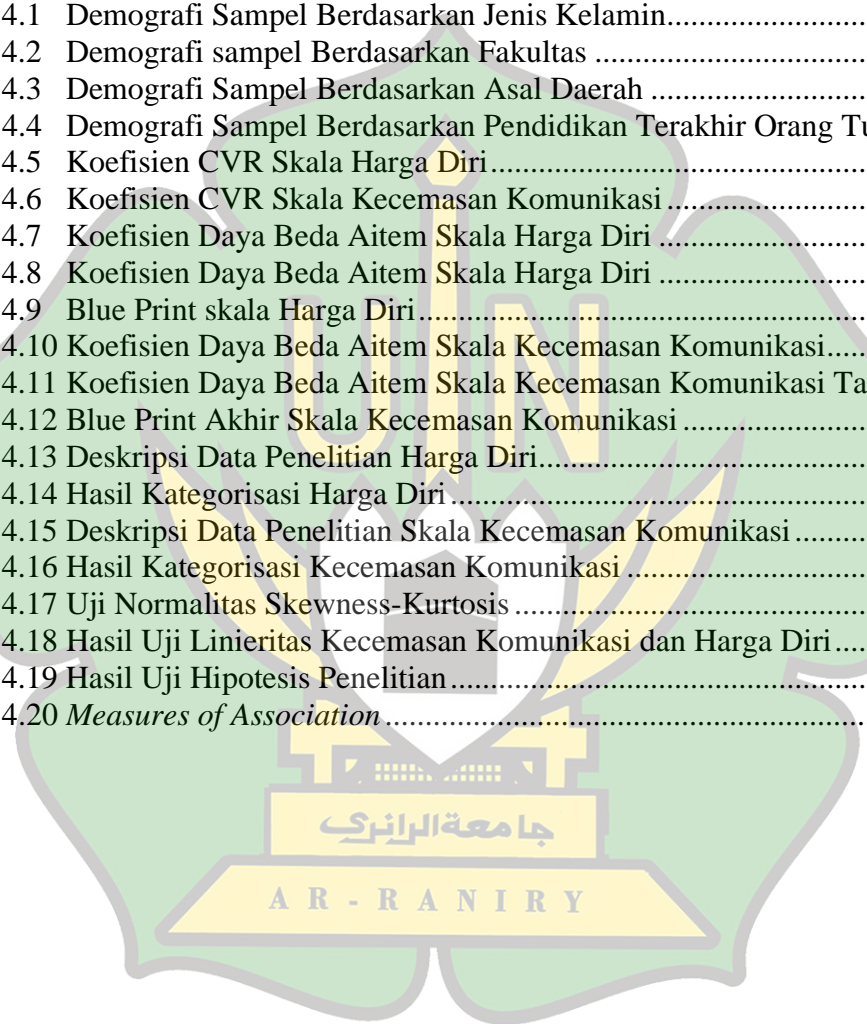 4.1 Demografi Sampel Berdasarkan Jenis Kelamin
4.2 Demografi sampel Berdasarkan Fakultas
4.3 Demografi Sampel Berdasarkan Asal Daerah
4.4 Demografi Sampel Berdasarkan Pendidikan Terakhir Orang Tu
4.5 Koefisien CVR Skala Harga Diri
4.6 Koefisien CVR Skala Kecemasan Komunikasi
4.7 Koefisien Daya Beda Aitem Skala Harga Diri
4.8 Koefisien Daya Beda Aitem Skala Harga Diri
4.9 Blue Print skala Harga Diri
4.10 Koefisien Daya Beda Aitem Skala Kecemasan Komunikasi
4.11 Koefisien Daya Beda Aitem Skala Kecemasan Komunikasi Ta
4.12 Blue Print Akhir Skala Kecemasan Komunikasi
4.13 Deskripsi Data Penelitian Harga Diri
4.14 Hasil Kategorisasi Harga Diri
4.15 Deskripsi Data Penelitian Skala Kecemasan Komunikasi
4.16 Hasil Kategorisasi Kecemasan Komunikasi
4.17 Uji Normalitas Skewness-Kurtosis
4.18 Hasil Uji Linieritas Kecemasan Komunikasi dan Harga Diri
4.19 Hasil Uji Hipotesis Penelitian
4.20 Measures of Association
UIN
جامعة الرانري
AR-RANIRY